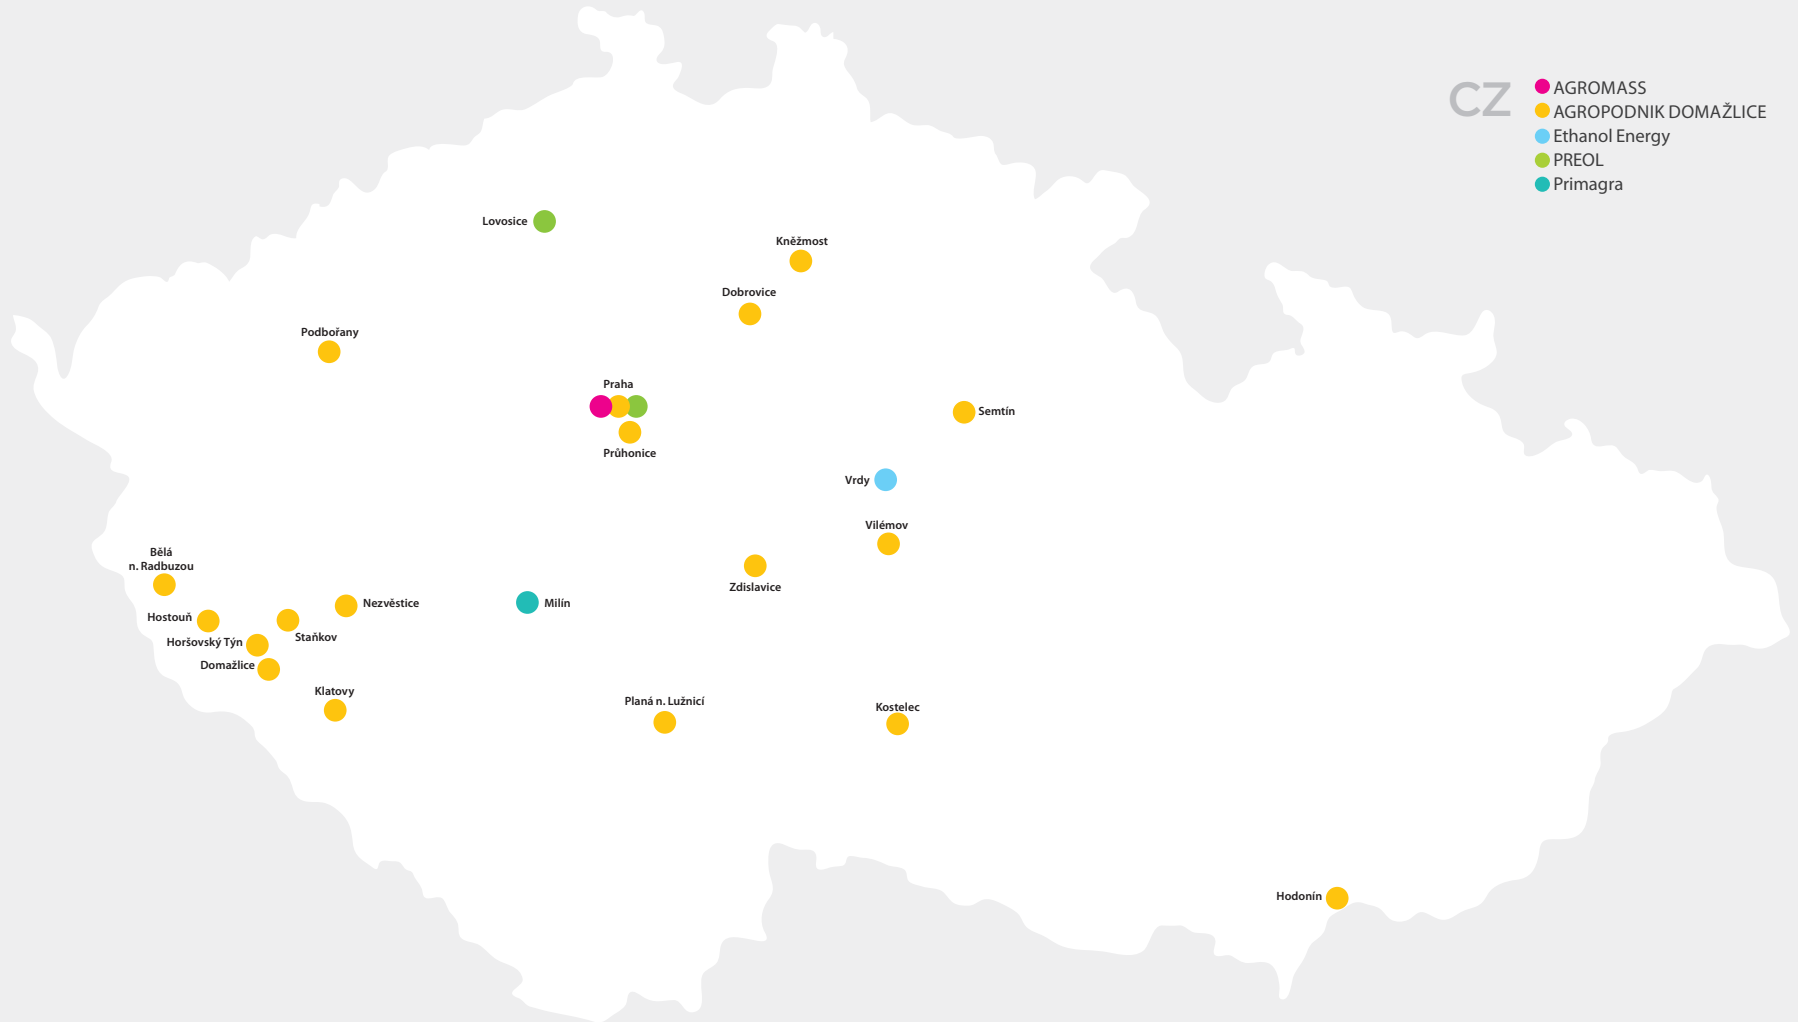 CZ
AGROMASS
AGROPODNIK DOMAŽLICE
Ethanol Energy
PREOL
Primagra
Lovosice
Kněžmost
Dobrovice
Podbořany
Praha
Semtín
Průhonice
Vrdy
Vilémov
Bělá
n. Radbuzou
Zdislavice
Nezvěstice
Milín
Hostouň
Staňkov
Horšovský Týn
Domažlice
Klatovy
Planá n. Lužnicí
Kostelec
Hodonín